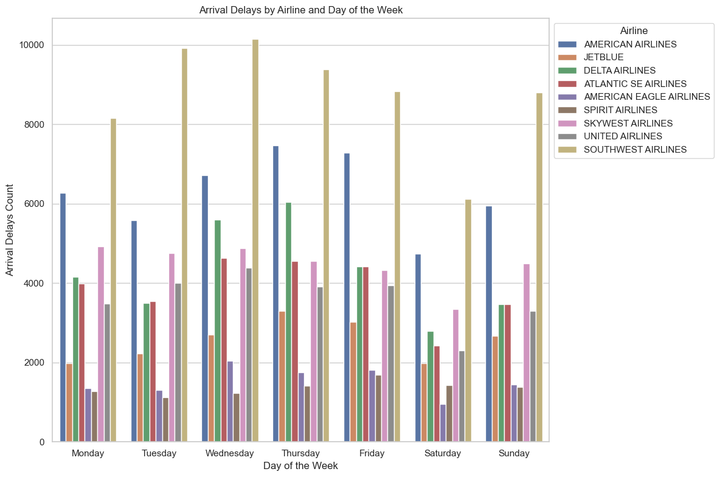 Arrival Delays by Airline and Day of the Week
Airline
AMERICAN AIRLINES
JETBLUE
DELTA AIRLINES
ATLANTIC SE AIRLINES
AMERICAN EAGLE AIRLINES
SPIRIT AIRLINES
SKYWEST AIRLINES
UNITED AIRLINES
SOUTHWEST AIRLINES
Arrival Delays Count
10000
8000
6000
4000
2000
0
Monday Tuesday Wednesday Thursday Friday Saturday Sunday
Day of the Week